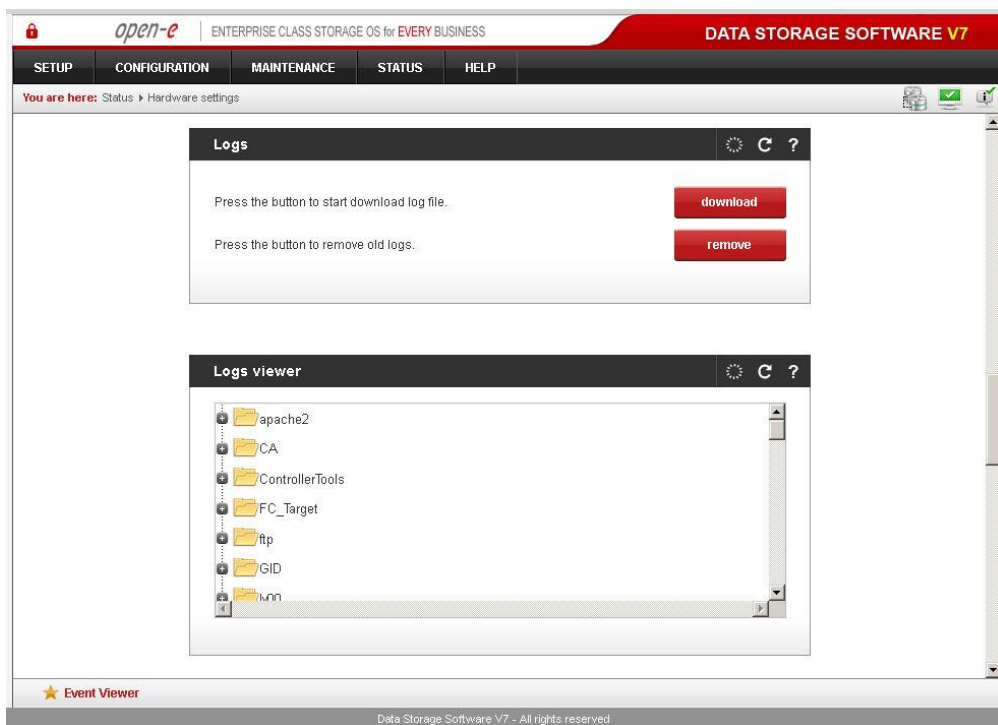 open-e ENTERPRISE CLASS STORAGE OS for EVERY BUSINESS DATA STORAGE SOFTWARE V7
SETUP CONFIGURATION MAINTENANCE STATUS HELP
You are here: Status Hardware settings
Logs
Press the button to start download log file. download
Press the button to remove old logs. remove
Logs viewer
apache2
CA
ControllerTools
FC_Target
ftp
GID
Event Viewer
Data Storage Software V7 - All rights reserved